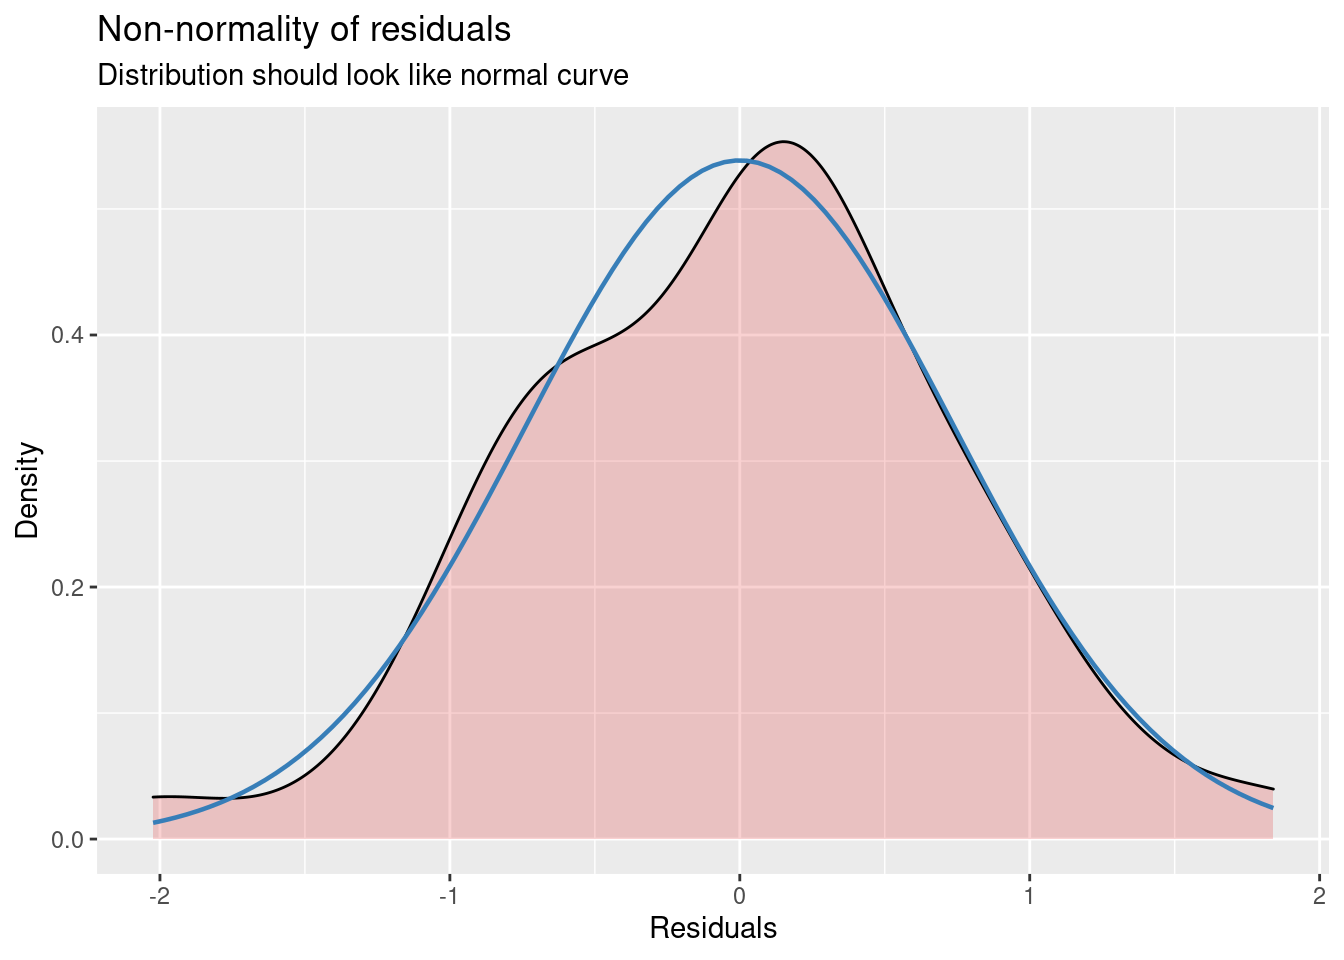 Non-normality of residuals
Distribution should look like normal curve
Density
0.4
0.2
0.0
-2
-1
0
1
2
Residuals